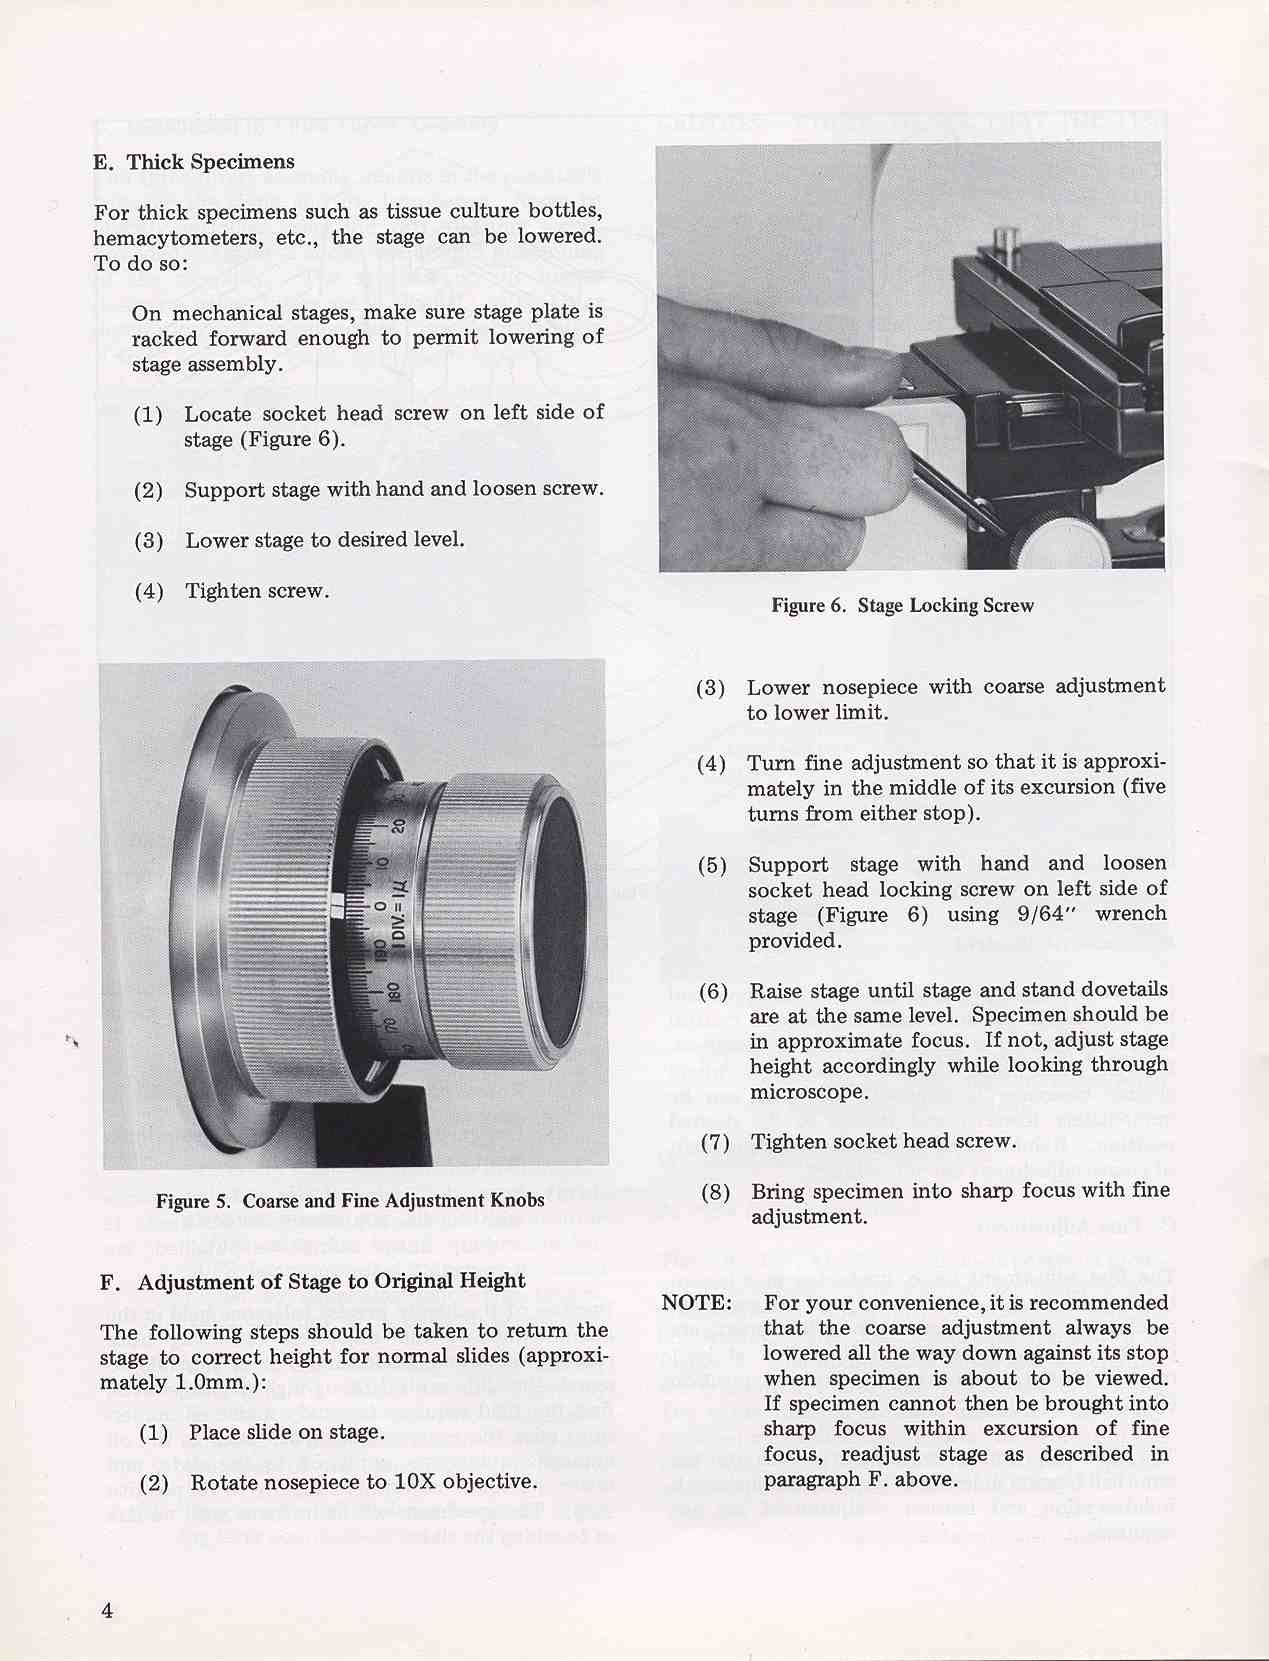 E. Thick Specimens
For thick specimens such as tissue culture bottles,
hemacytometers, etc., the stage can be lowered.
To do so:
On mechanical stages, make sure stage plate is
racked forward enough to permit lowering of
stage assembly.
(1) Locate socket head screw on left side of
stage (Figure 6).
(2) Support stage with hand and loosen screw.
(3) Lower stage to desired level.
(4) Tighten screw.
20
10
0
190
180
170
1 DIV. = 1μ
Figure 5. Coarse and Fine Adjustment Knobs
F. Adjustment of Stage to Original Height
The following steps should be taken to return the
stage to correct height for normal slides (approxi-
mately 1.0mm.):
(1) Place slide on stage.
(2) Rotate nosepiece to 10X objective.
Figure 6. Stage Locking Screw
(3) Lower nosepiece with coarse adjustment
to lower limit.
(4) Turn fine adjustment so that it is approxi-
mately in the middle of its excursion (five
turns from either stop).
(5) Support stage with hand and loosen
socket head locking screw on left side of
stage (Figure 6) using 9/64″ wrench
provided.
(6) Raise stage until stage and stand dovetails
are at the same level. Specimen should be
in approximate focus. If not, adjust stage
height accordingly while looking through
microscope.
(7) Tighten socket head screw.
(8) Bring specimen into sharp focus with fine
adjustment.
NOTE: For your convenience, it is recommended
that the coarse adjustment always be
lowered all the way down against its stop
when specimen is about to be viewed.
If specimen cannot then be brought into
sharp focus within excursion of fine
focus, readjust stage as described in
paragraph F. above.
4